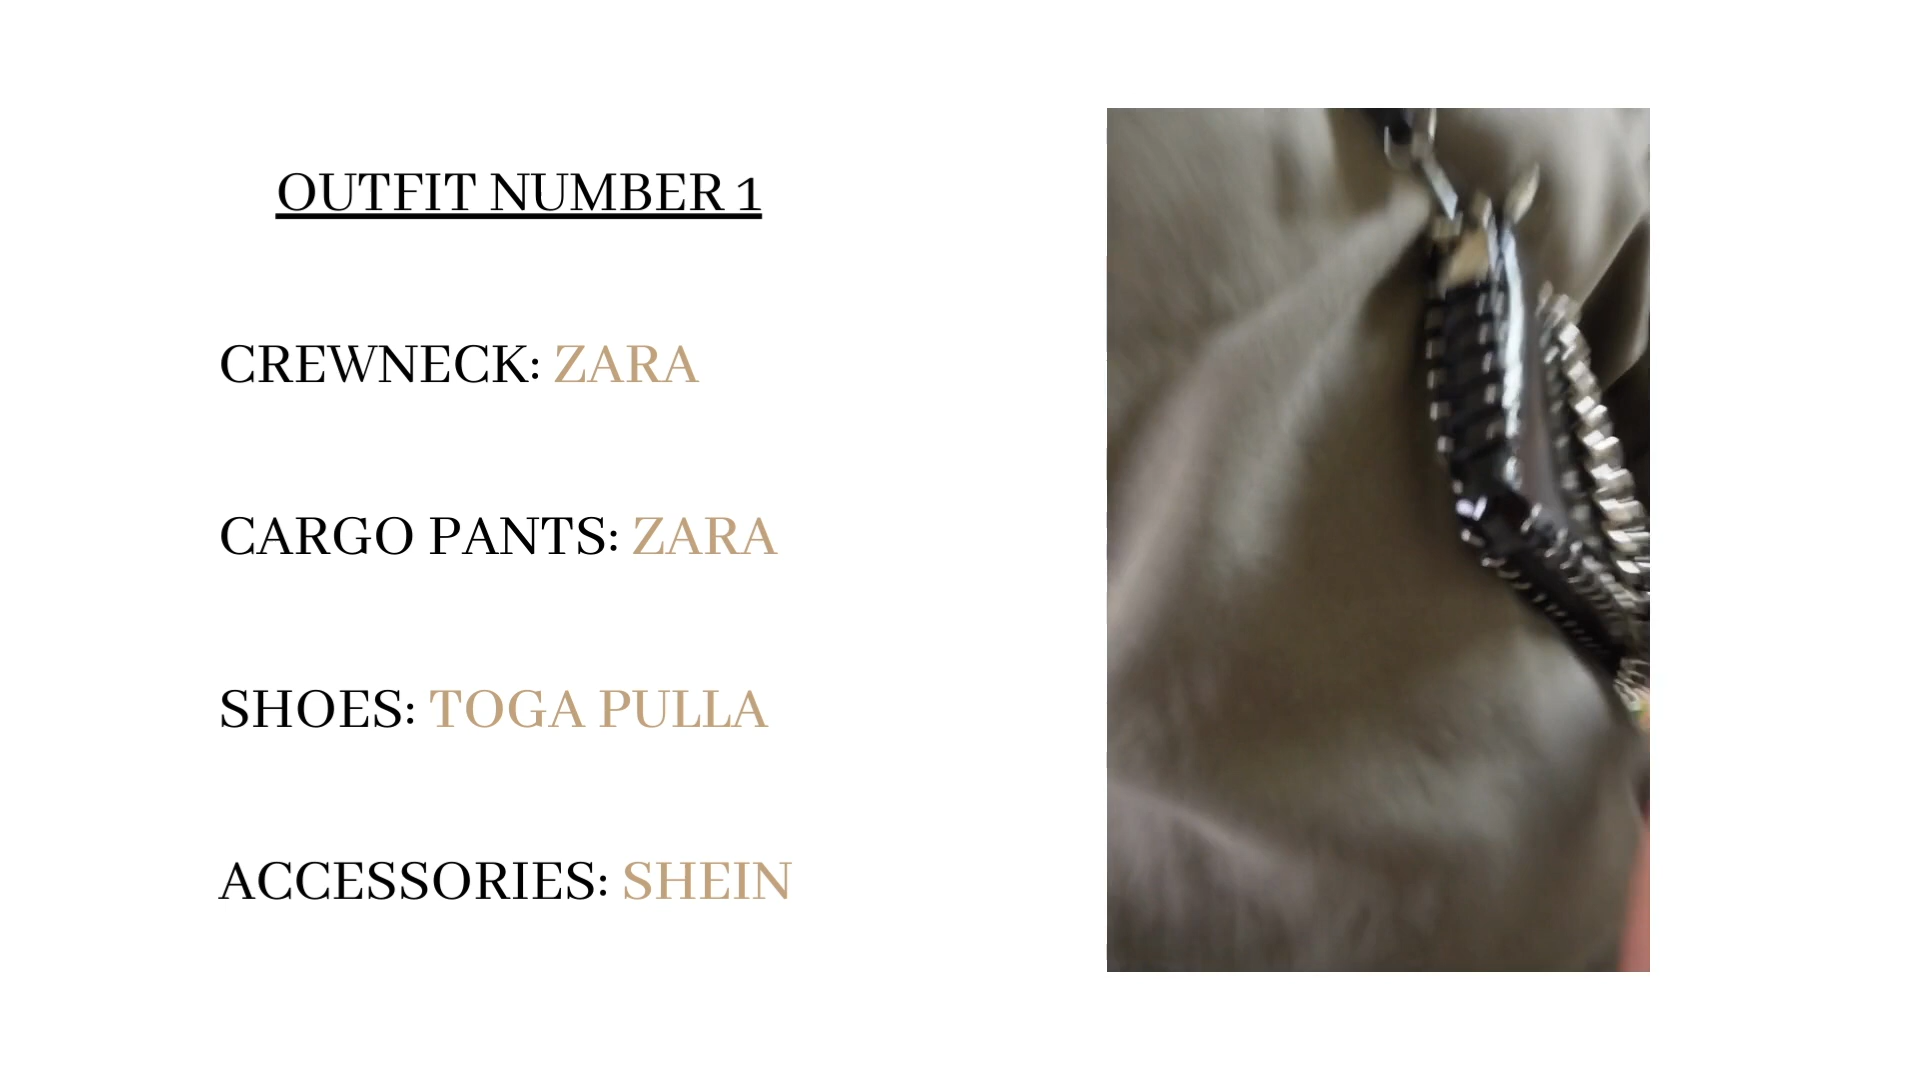 OUTFIT NUMBER 1
CREWNECK: ZARA
CARGO PANTS: ZARA
SHOES: TOGA PULLA
ACCESSORIES: SHEIN